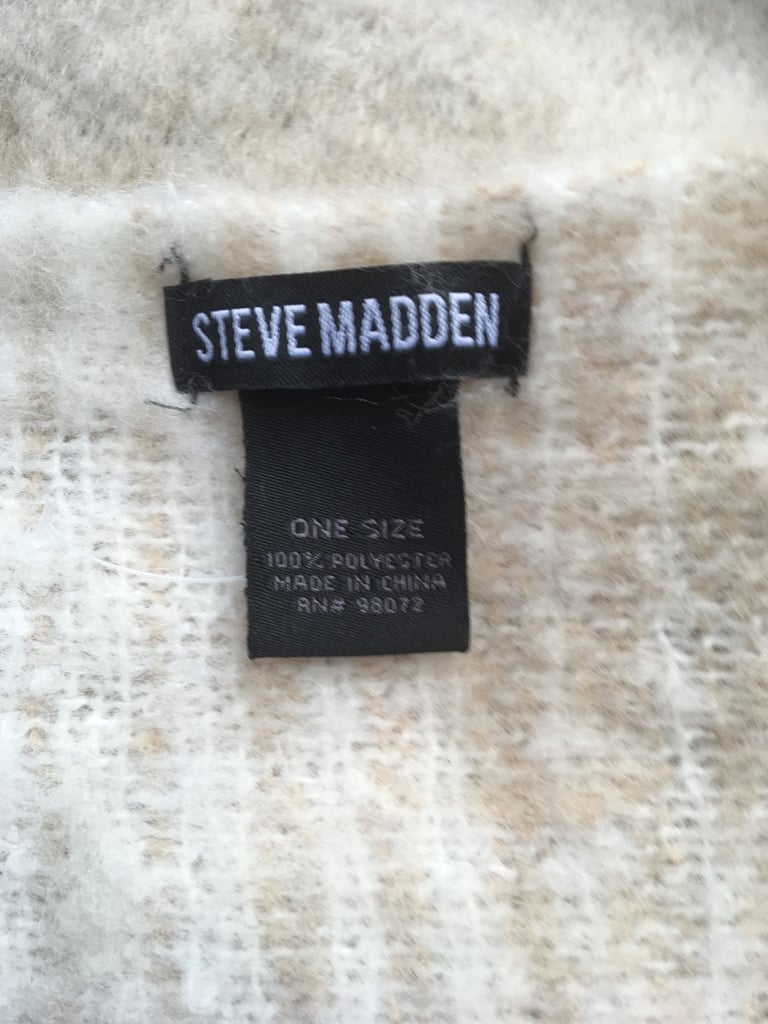 STEVE MADDEN
ONE SIZE
100% POLYESTER
MADE IN CHINA
RN# 98072